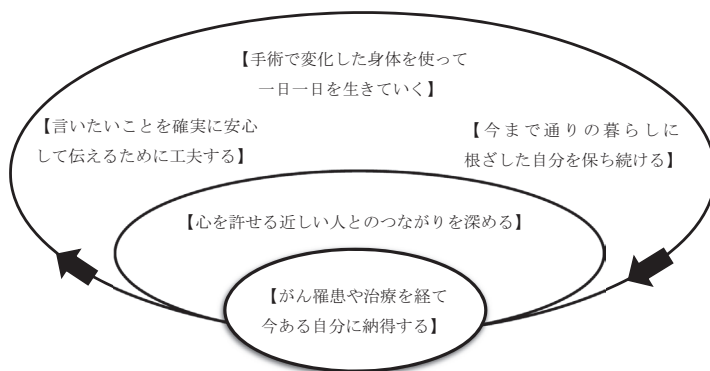 【手術で変化した身体を使って
一日一日を生きていく】
【言いたいことを確実に安心
して伝えるために工夫する】
【今まで通りの暮らしに
根ざした自分を保ち続ける】
【心を許せる近しい人とのつながりを深める】
【がん罹患や治療を経て
今ある自分に納得する】